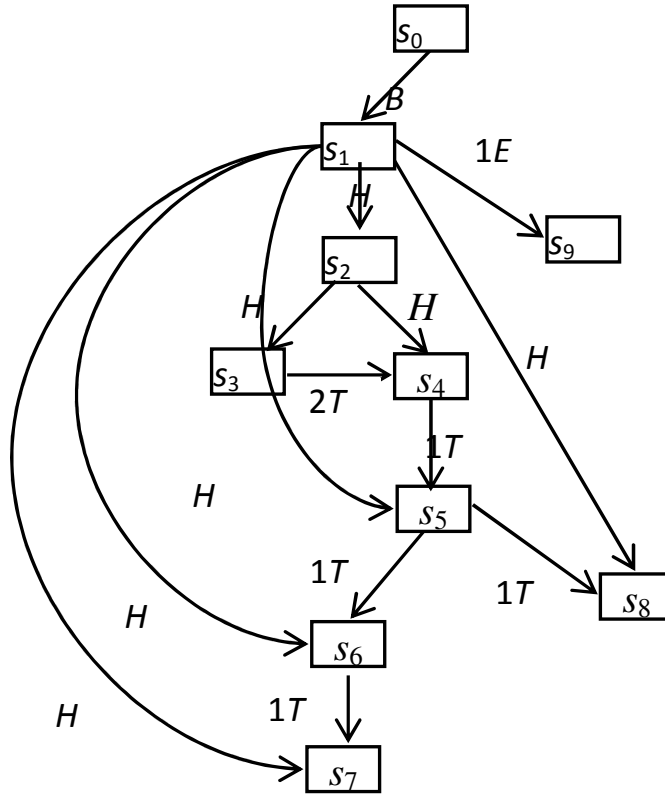 s₀
B
s₁
1E
H
s₂
s₉
H
H
H
s₃
2T
s₄
1T
H
s₅
1T
1T
s₈
H
s₆
1T
H
s₇